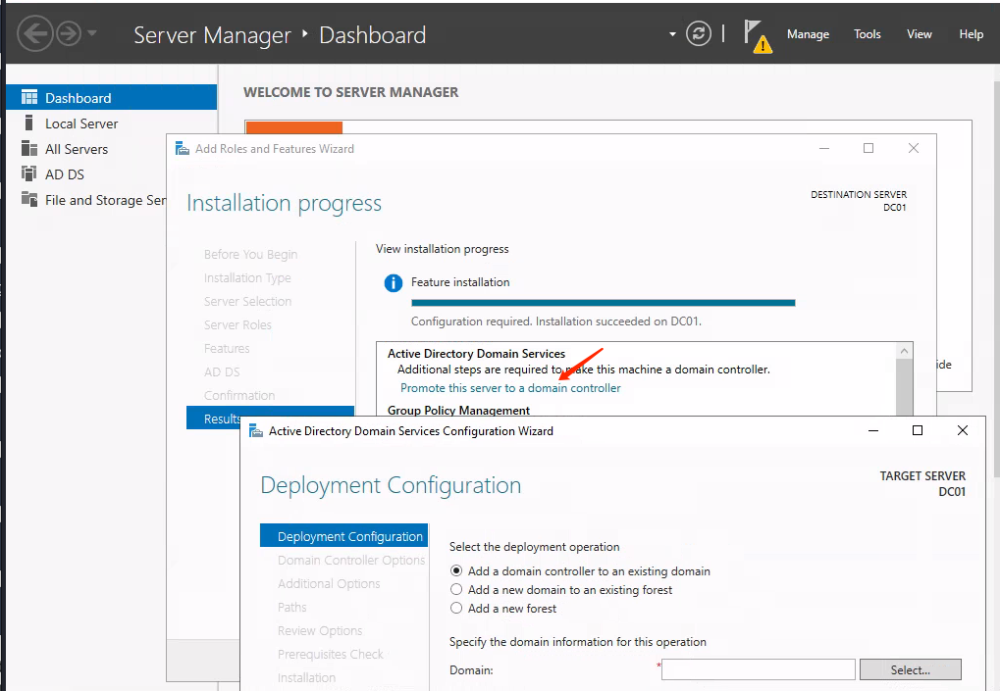 Server Manager ‣ Dashboard
Manage Tools View Help
Dashboard
Local Server
All Servers
AD DS
File and Storage Ser
WELCOME TO SERVER MANAGER
Add Roles and Features Wizard
Installation progress
DESTINATION SERVER
DC01
Before You Begin
Installation Type
Server Selection
Server Roles
Features
AD DS
Confirmation
Results
View installation progress
Feature installation
Configuration required. Installation succeeded on DC01.
Active Directory Domain Services
Additional steps are required to make this machine a domain controller.
Promote this server to a domain controller
Group Policy Management
ide
Active Directory Domain Services Configuration Wizard
Deployment Configuration
TARGET SERVER
DC01
Deployment Configuration
Domain Controller Options
Additional Options
Paths
Review Options
Prerequisites Check
Installation
Select the deployment operation
Add a domain controller to an existing domain
Add a new domain to an existing forest
Add a new forest
Specify the domain information for this operation
Domain: * Select...